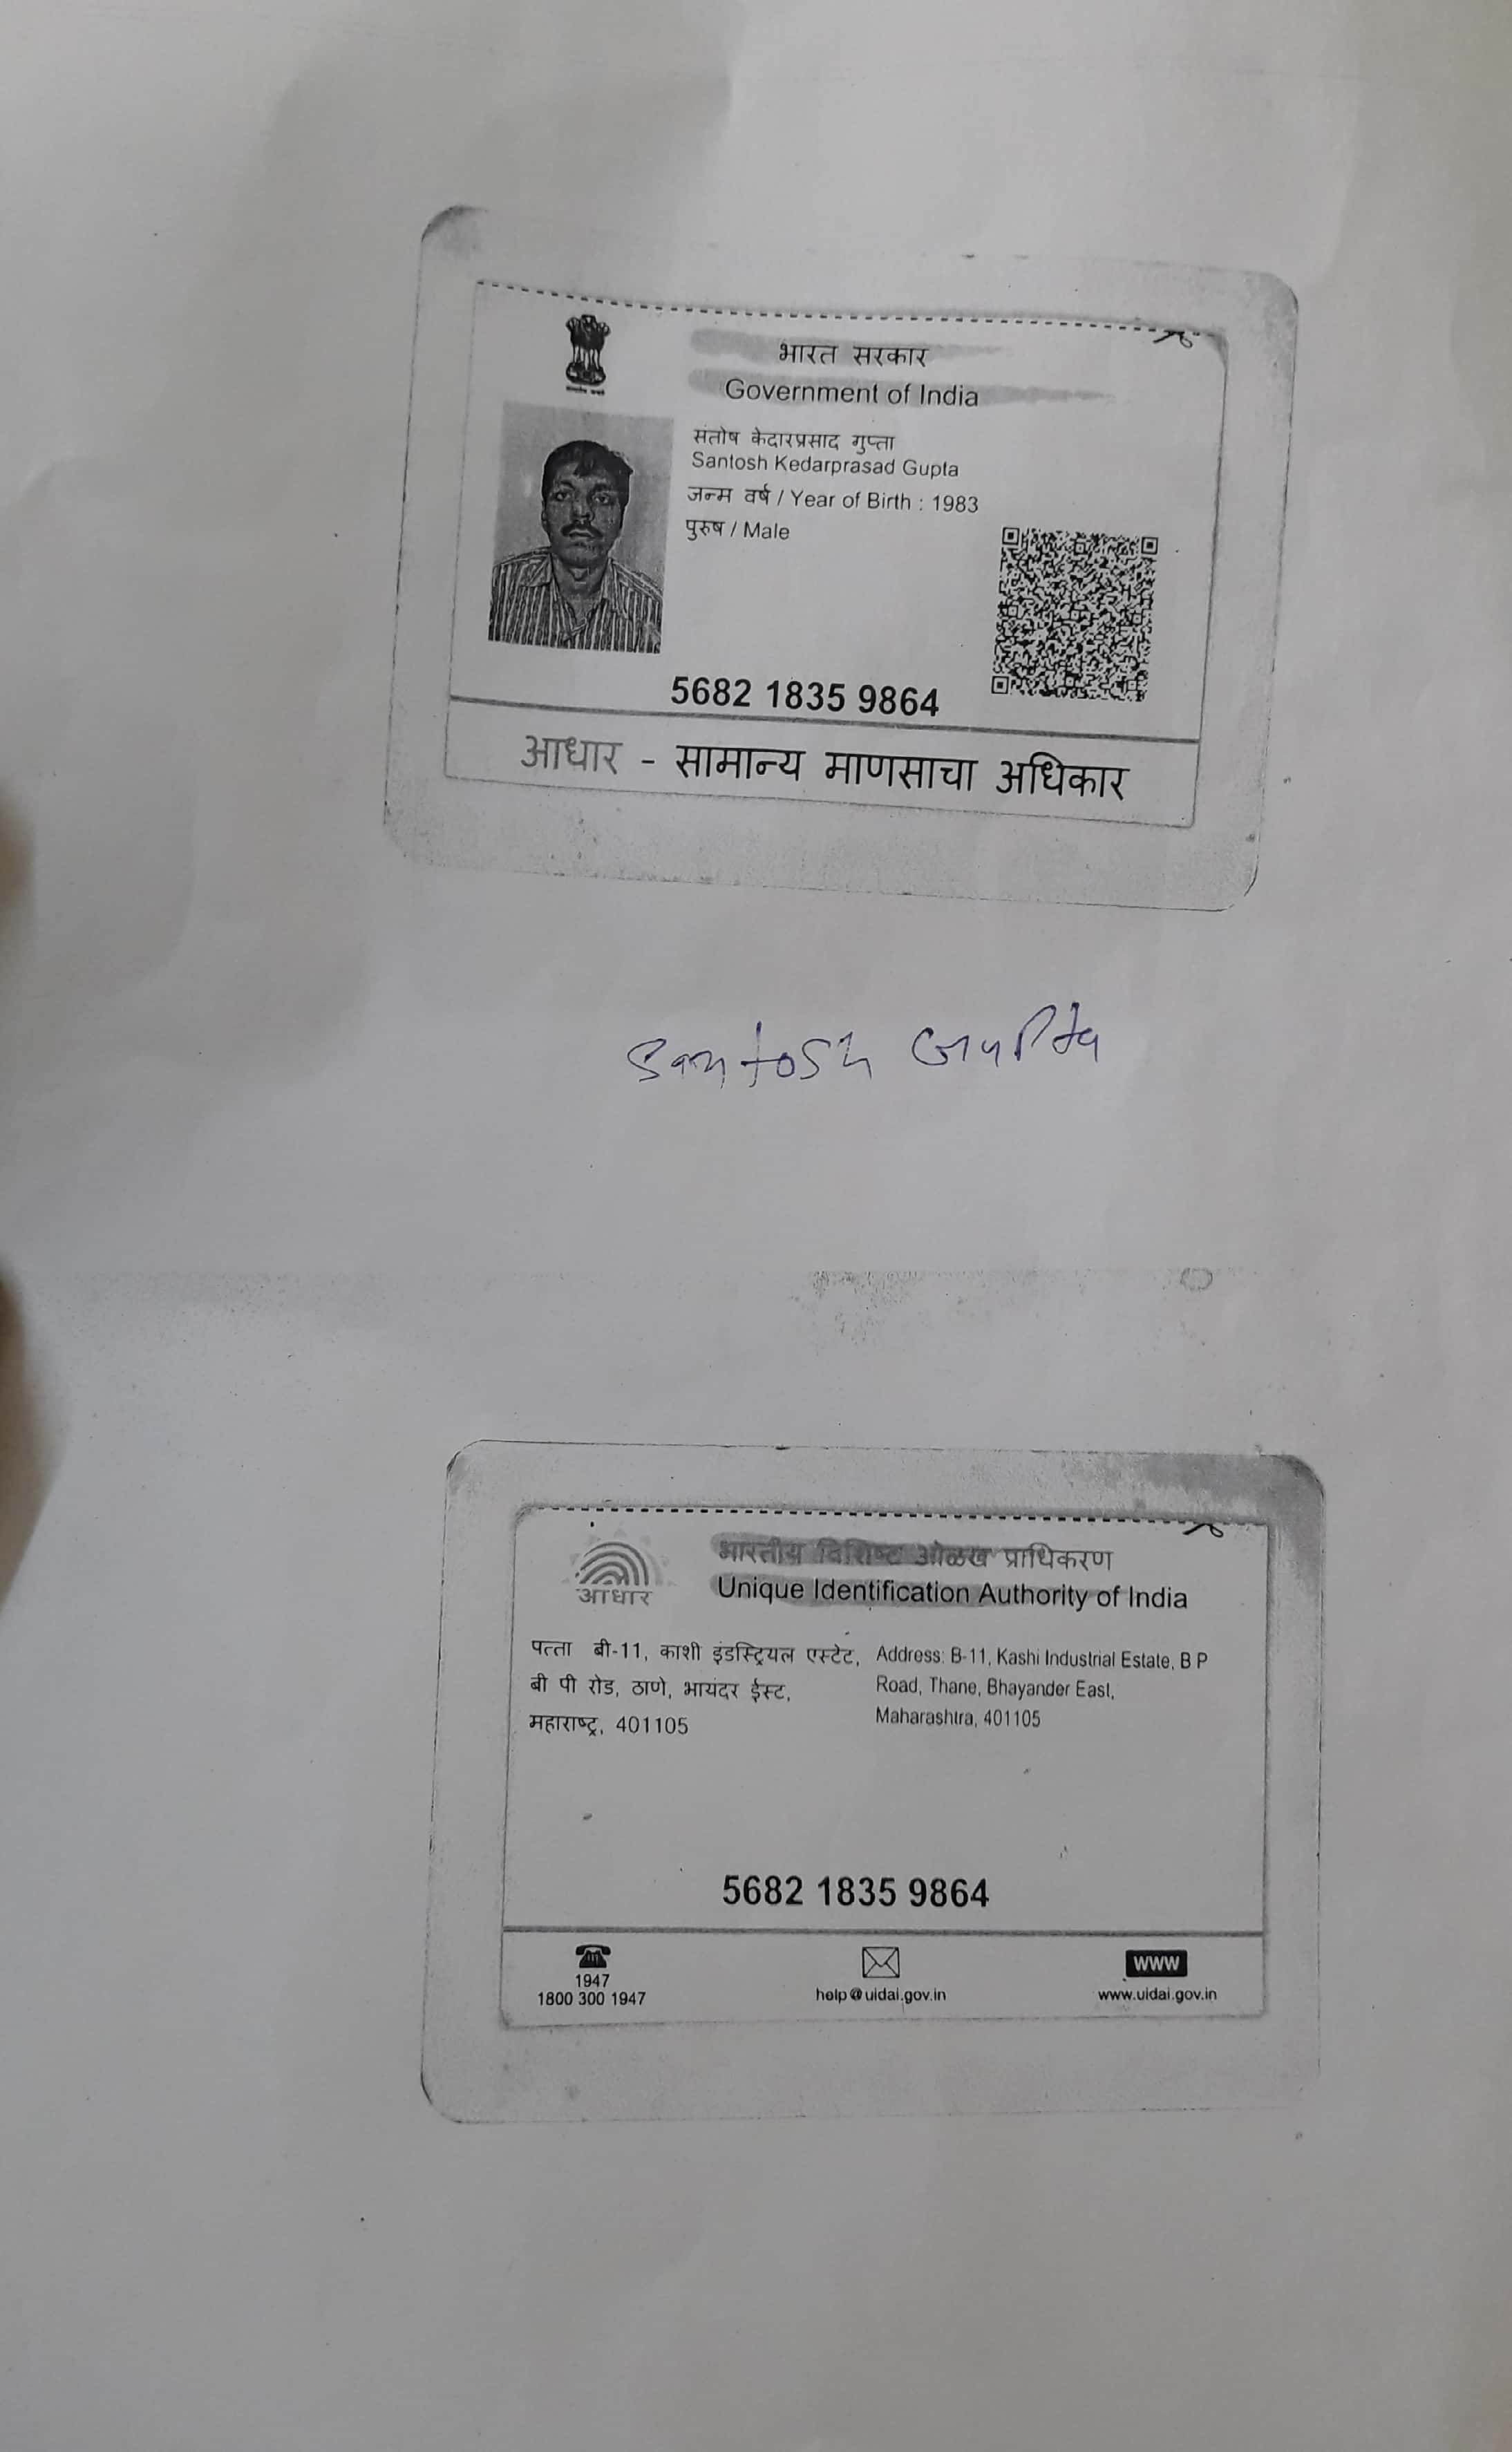 भारत सरकार
Government of India
संतोष केदारप्रसाद गुप्ता
Santosh Kedarprasad Gupta
जन्म वर्ष / Year of Birth : 1983
पुरुष / Male
5682 1835 9864
आधार - सामान्य माणसाचा अधिकार
Santosh Gupta
भारतीय विशिष्ट ओळख प्राधिकरण
Unique Identification Authority of India
आधार
पत्ता बी-11, काशी इंडस्ट्रियल एस्टेट,
बी पी रोड, ठाणे, भायंदर ईस्ट,
महाराष्ट्र, 401105
Address: B-11, Kashi Industrial Estate, B P
Road, Thane, Bhayander East,
Maharashtra, 401105
5682 1835 9864
1947
1800 300 1947
help@uidai.gov.in
WWW
www.uidai.gov.in